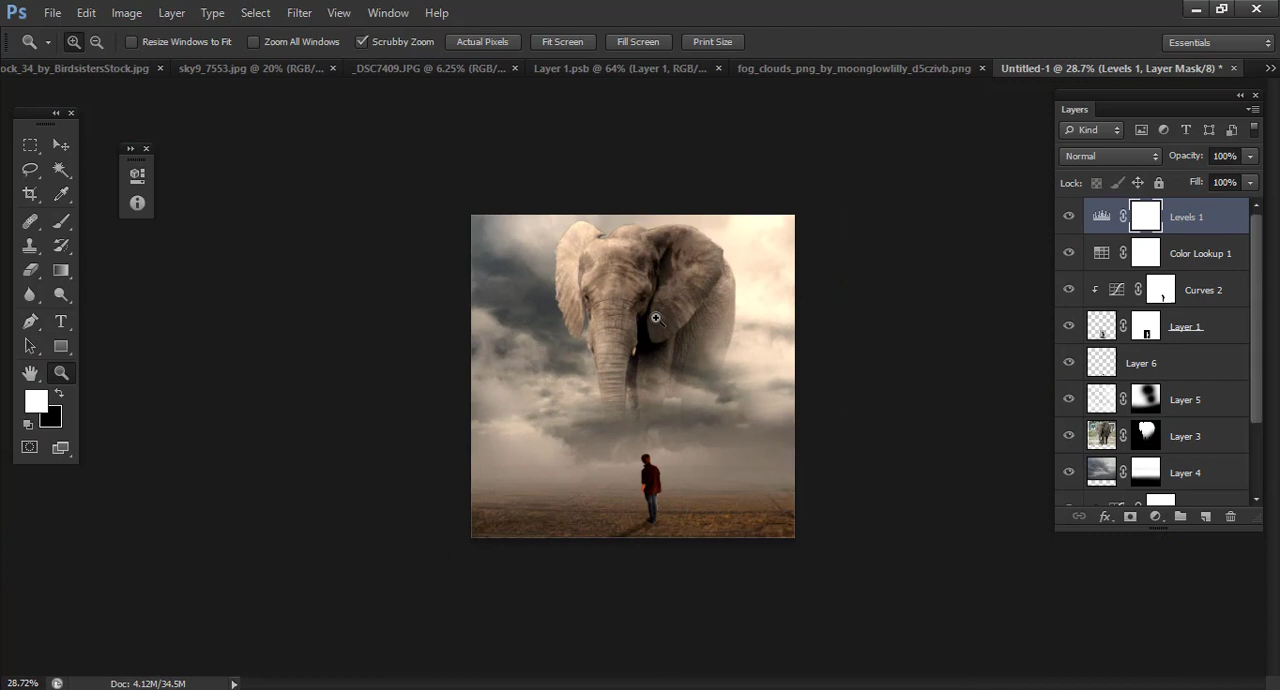 Ps File Edit Image Layer Type Select Filter View Window Help
Resize Windows to Fit Zoom All Windows Scrubby Zoom Actual Pixels Fit Screen Fill Screen Print Size Essentials
ock_34_by_BirdsistersStock.jpg × sky9_7553.jpg @ 20% (RGB/... × _DSC7409.JPG @ 6.25% (RGB/... × Layer 1.psb @ 64% (Layer 1, RGB/... × fog_clouds_png_by_moonglowlilly_d5czivb.png × Untitled-1 @ 28.7% (Levels 1, Layer Mask/8) * ×
Layers
Kind
Normal Opacity: 100%
Lock: Fill: 100%
Levels 1
Color Lookup 1
Curves 2
Layer 1
Layer 6
Layer 5
Layer 3
Layer 4
fx
28.72% Doc: 4.12M/34.5M